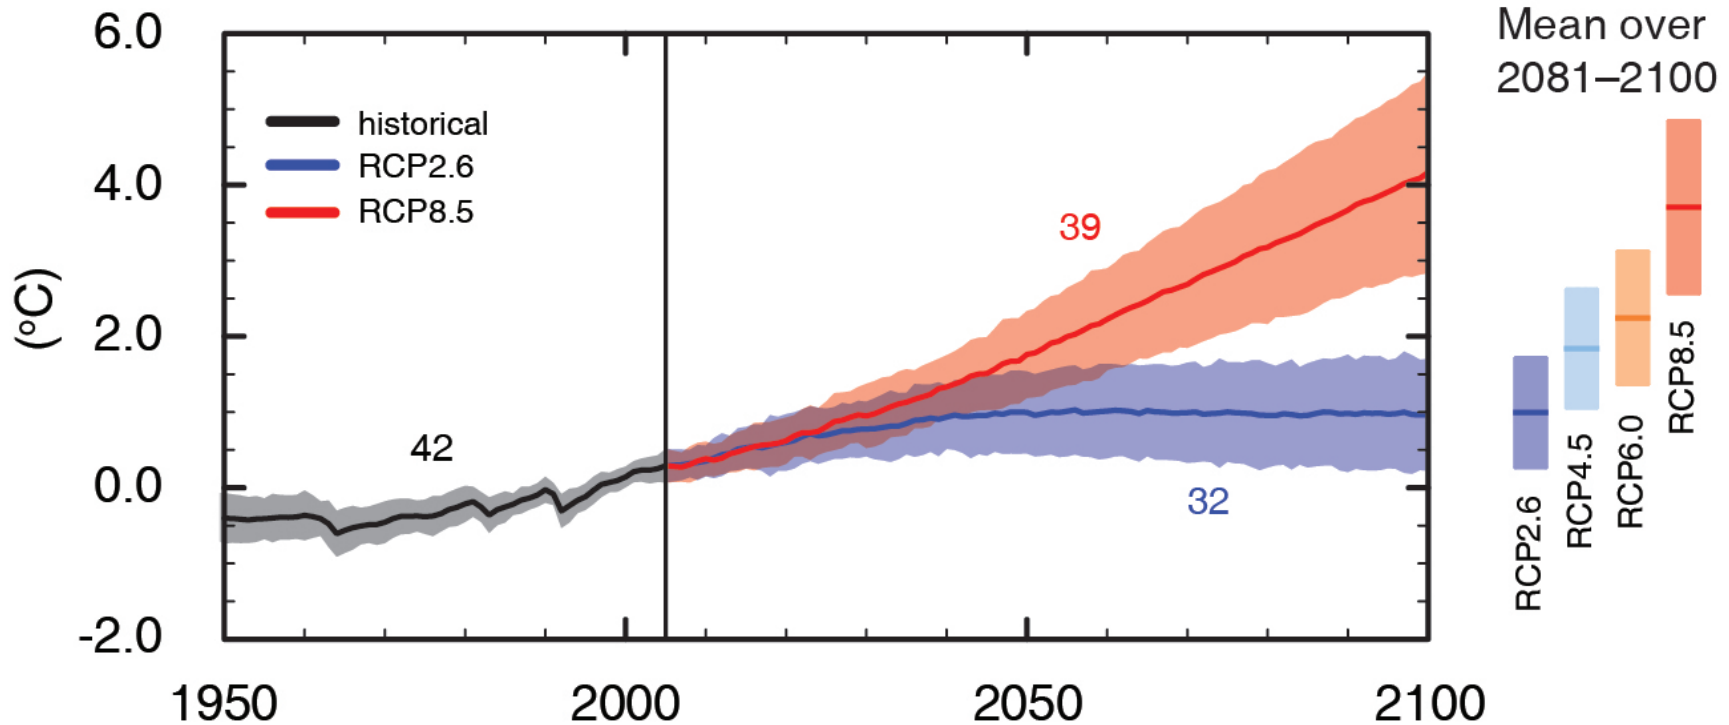 6.0
4.0
2.0
0.0
-2.0
(°C)
historical
RCP2.6
RCP8.5
42
39
32
1950
2000
2050
2100
Mean over
2081–2100
RCP2.6
RCP4.5
RCP6.0
RCP8.5